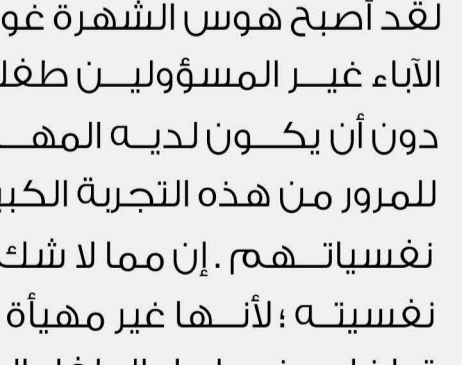 لقد أصبح هوس الشهرة
الآباء غير المسؤولين
دون أن يكون لديه
للمرور من هذه التجربة
نفسياتهم . إن مما لا شك
نفسيته ؛ لأنها غير مهيأة